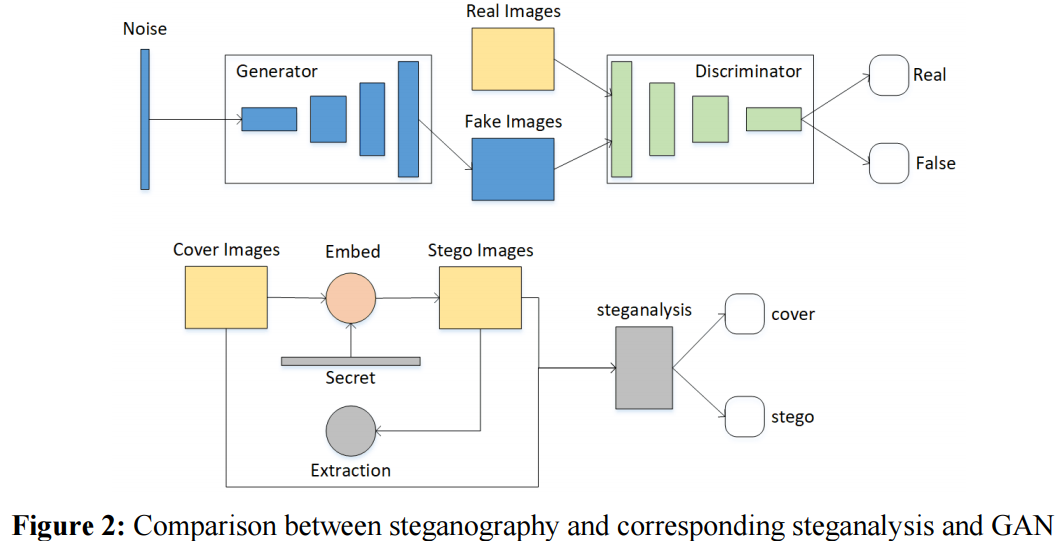 Noise
Generator
Real Images
Fake Images
Discriminator
Real
False
Cover Images
Embed
Stego Images
Secret
Extraction
steganalysis
cover
stego
Figure 2: Comparison between steganography and corresponding steganalysis and GAN